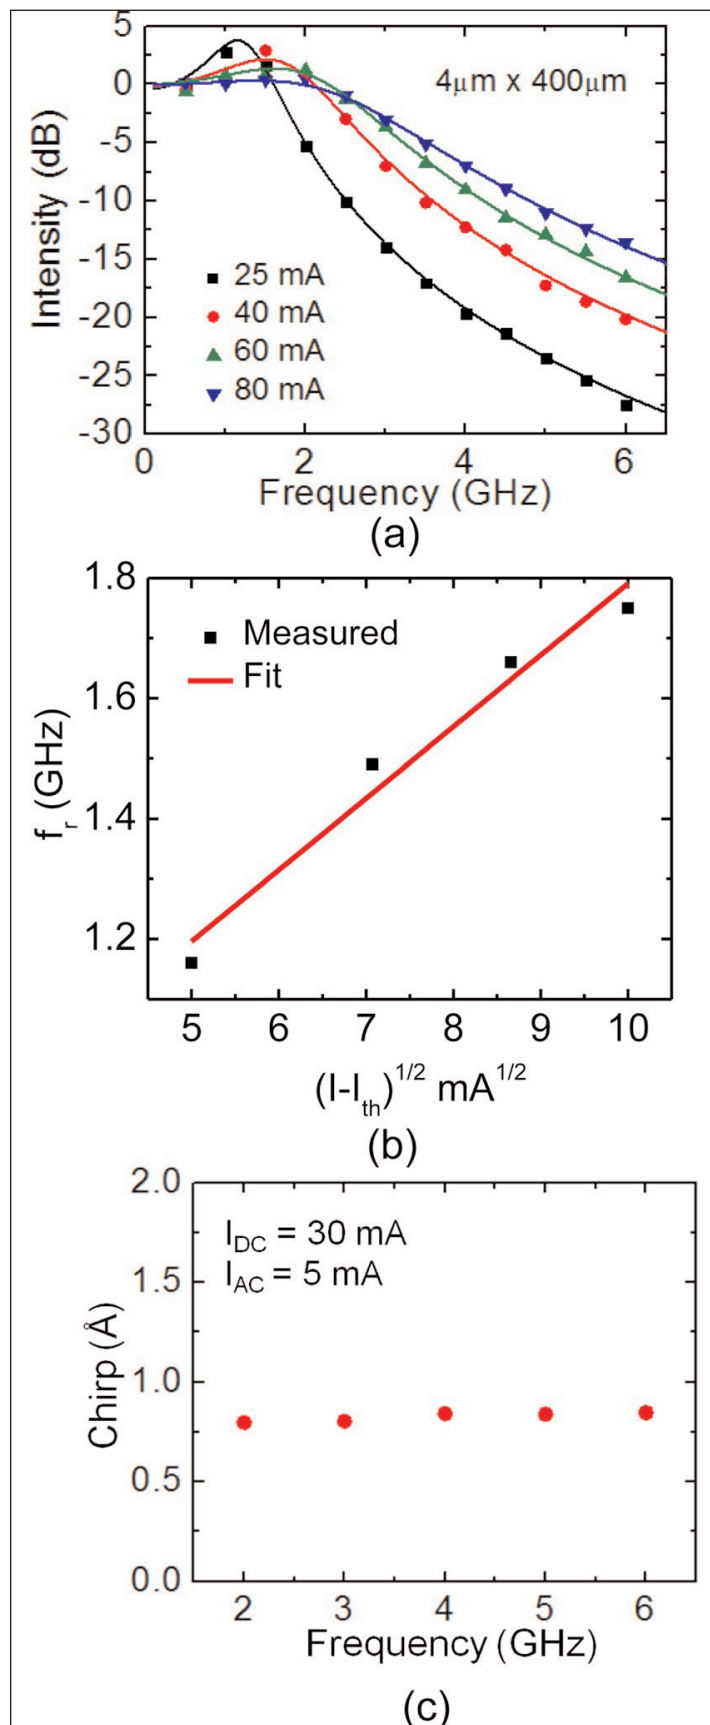 5
0
-5
-10
-15
-20
-25
-30
Intensity (dB)
4μm x 400μm
25 mA
40 mA
60 mA
80 mA
0 2 4 6
Frequency (GHz)
(a)
1.8
1.6
1.4
1.2
f_r (GHz)
Measured
Fit
5 6 7 8 9 10
(I-I_th)^1/2 mA^1/2
(b)
2.0
1.5
1.0
0.5
0.0
Chirp (Å)
I_DC = 30 mA
I_AC = 5 mA
2 3 4 5 6
Frequency (GHz)
(c)